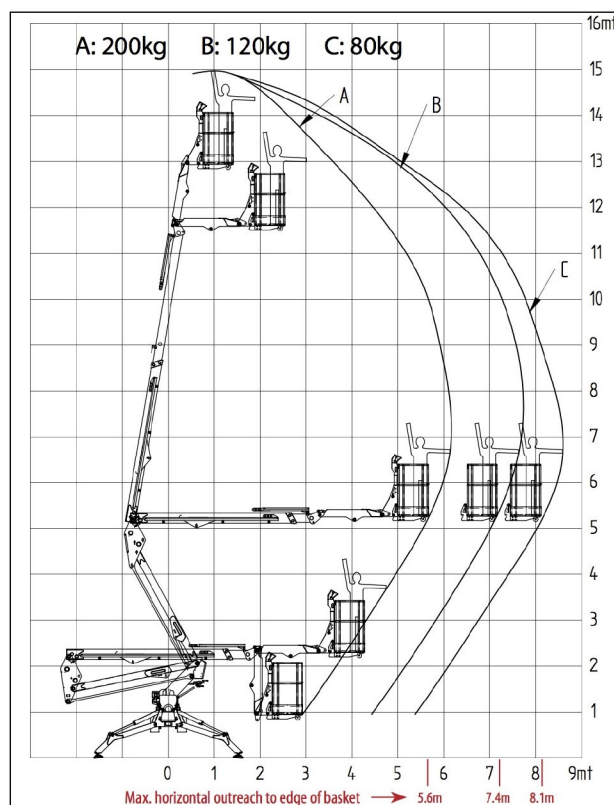 A: 200kg B: 120kg C: 80kg
16mt
15
14
13
12
11
10
9
8
7
6
5
4
3
2
1
A
B
C
0 1 2 3 4 5 6 7 8 9mt
Max. horizontal outreach to edge of basket 5.6m 7.4m 8.1m